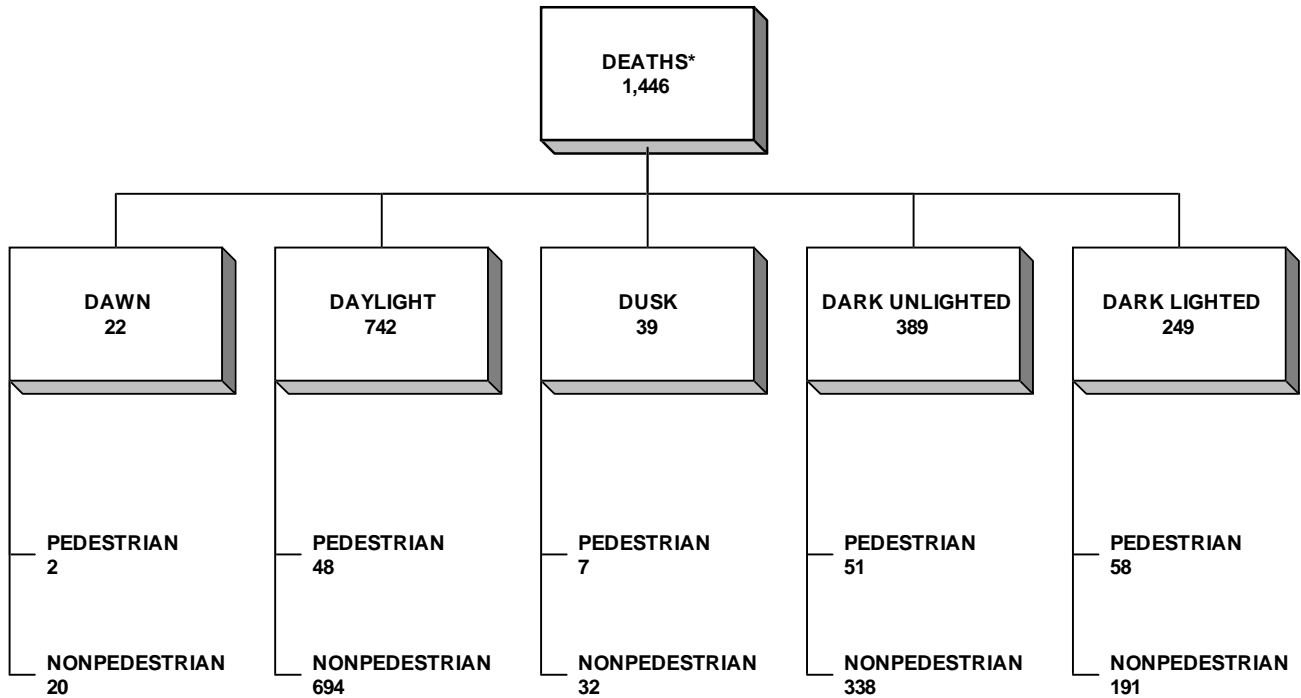 DEATHS*
1,446
DAWN
22
DAYLIGHT
742
DUSK
39
DARK UNLIGHTED
389
DARK LIGHTED
249
PEDESTRIAN
2
PEDESTRIAN
48
PEDESTRIAN
7
PEDESTRIAN
51
PEDESTRIAN
58
NONPEDESTRIAN
20
NONPEDESTRIAN
694
NONPEDESTRIAN
32
NONPEDESTRIAN
338
NONPEDESTRIAN
191